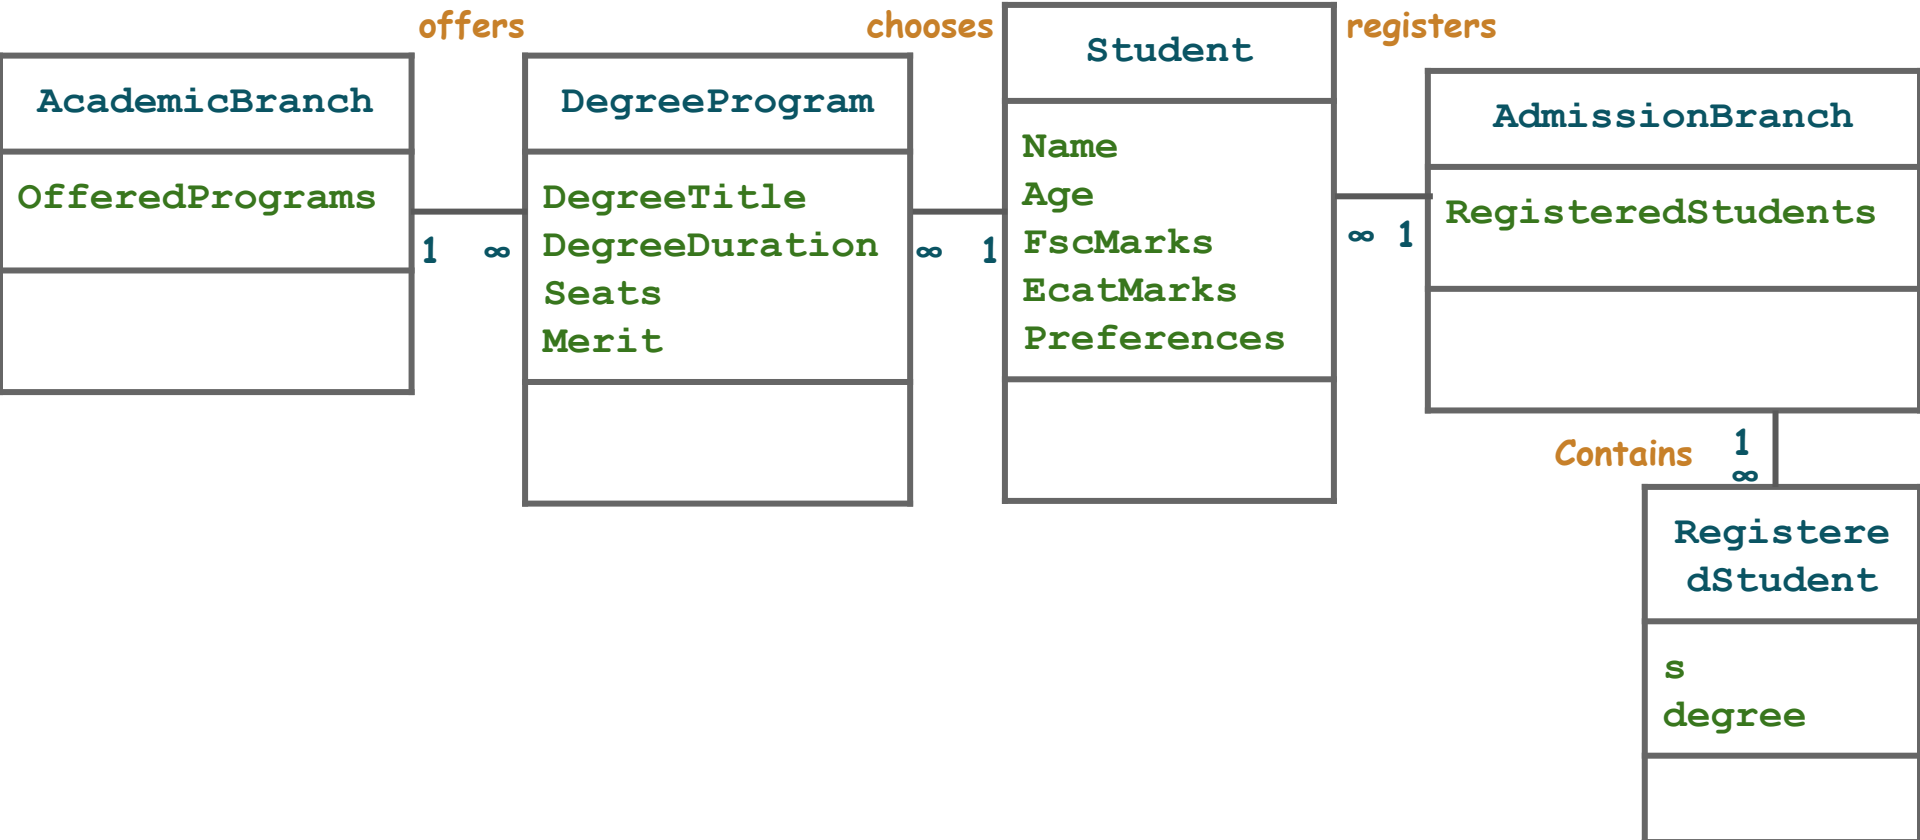 offers
chooses
registers
AcademicBranch
OfferedPrograms
1 ∞
DegreeProgram
DegreeTitle
DegreeDuration
Seats
Merit
∞ 1
Student
Name
Age
FscMarks
EcatMarks
Preferences
∞ 1
AdmissionBranch
RegisteredStudents
Contains
1
∞
Registere
dStudent
s
degree